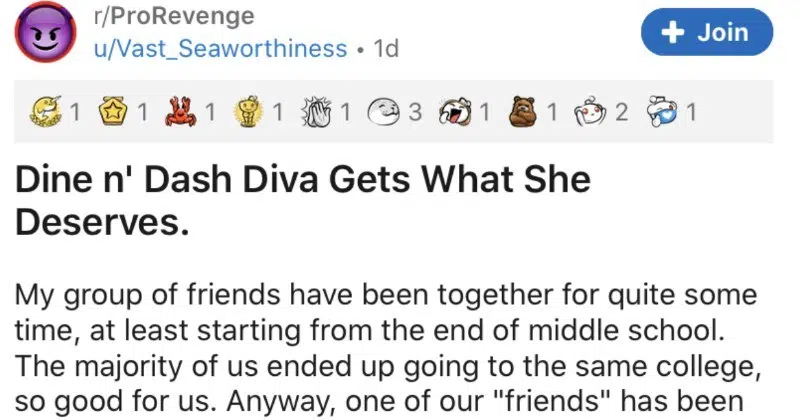 r/ProRevenge
u/Vast_Seaworthiness • 1d
+ Join
1 1 1 1 1 3 1 1 2 1
Dine n' Dash Diva Gets What She
Deserves.
My group of friends have been together for quite some
time, at least starting from the end of middle school.
The majority of us ended up going to the same college,
so good for us. Anyway, one of our "friends" has been